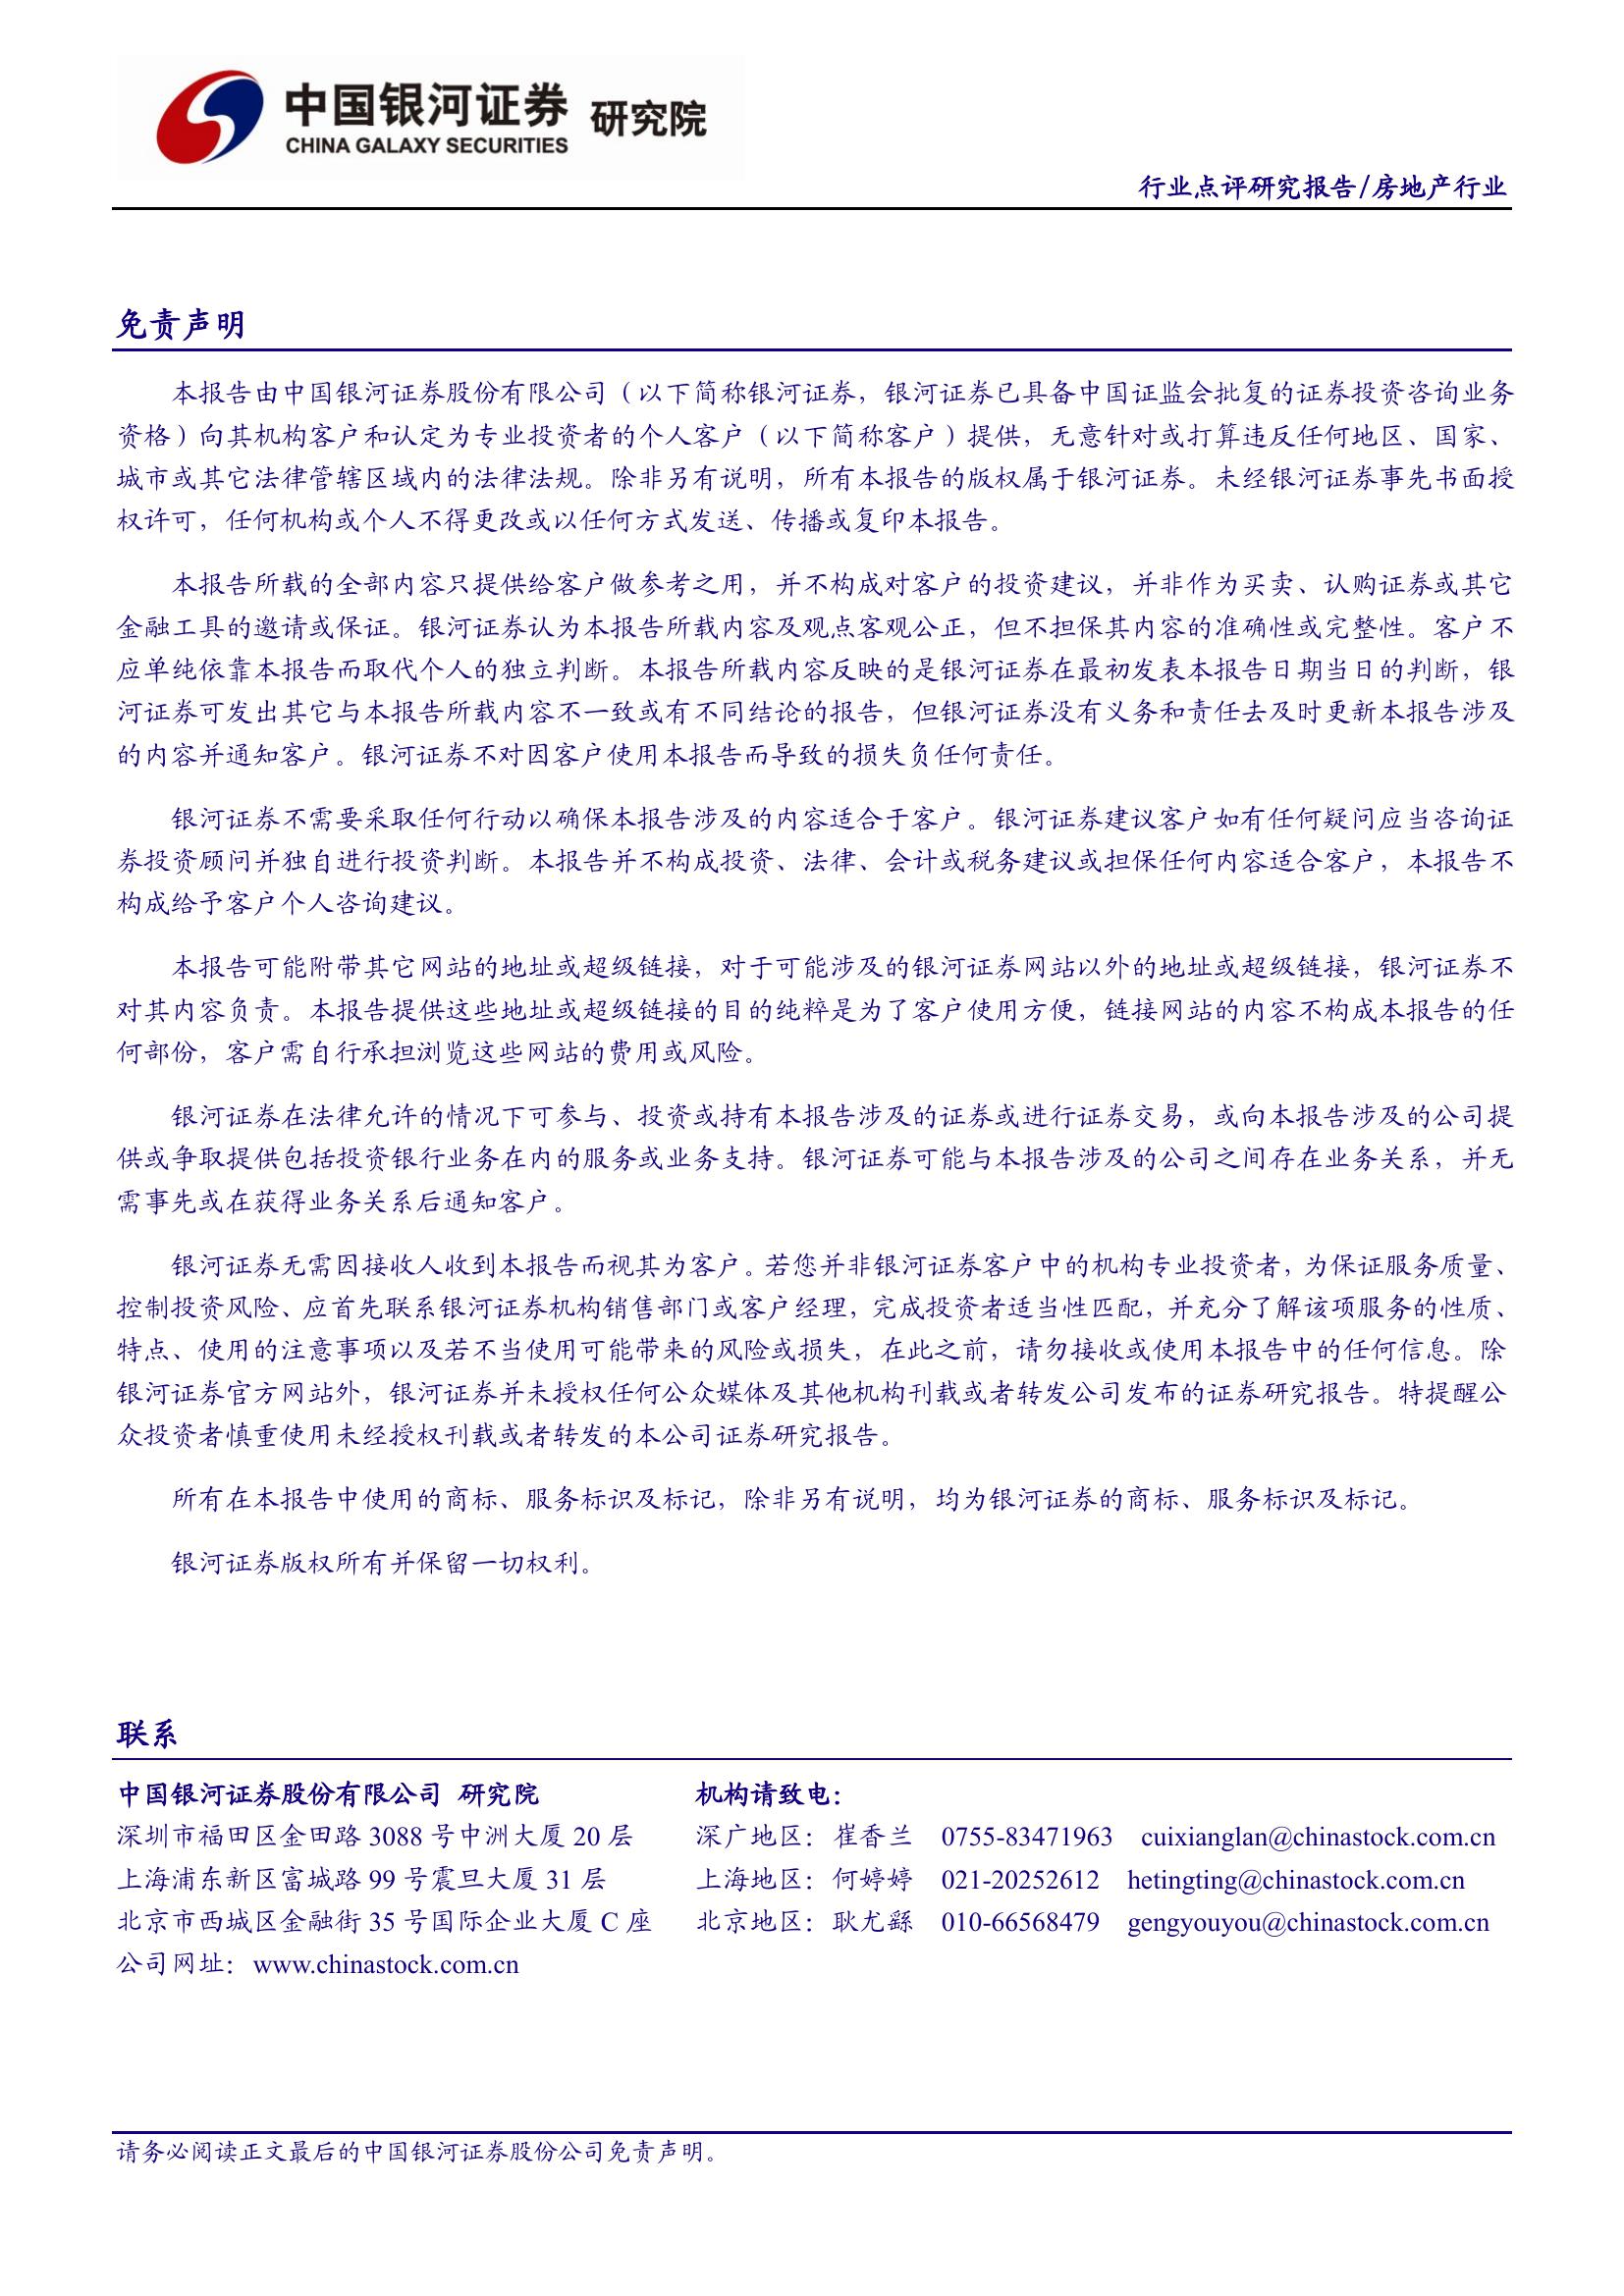 中国银河证券 研究院
CHINA GALAXY SECURITIES
行业点评研究报告/房地产行业
免责声明
本报告由中国银河证券股份有限公司（以下简称银河证券，银河证券已具备中国证监会批复的证券投资咨询业务
资格）向其机构客户和认定为专业投资者的个人客户（以下简称客户）提供，无意针对或打算违反任何地区、国家、
城市或其它法律管辖区域内的法律法规。除非另有说明，所有本报告的版权属于银河证券。未经银河证券事先书面授
权许可，任何机构或个人不得更改或以任何方式发送、传播或复印本报告。
本报告所载的全部内容只提供给客户做参考之用，并不构成对客户的投资建议，并非作为买卖、认购证券或其它
金融工具的邀请或保证。银河证券认为本报告所载内容及观点客观公正，但不担保其内容的准确性或完整性。客户不
应单纯依靠本报告而取代个人的独立判断。本报告所载内容反映的是银河证券在最初发表本报告日期当日的判断，银
河证券可发出其它与本报告所载内容不一致或有不同结论的报告，但银河证券没有义务和责任去及时更新本报告涉及
的内容并通知客户。银河证券不对因客户使用本报告而导致的损失负任何责任。
银河证券不需要采取任何行动以确保本报告涉及的内容适合于客户。银河证券建议客户如有任何疑问应当咨询证
券投资顾问并独自进行投资判断。本报告并不构成投资、法律、会计或税务建议或担保任何内容适合客户，本报告不
构成给予客户个人咨询建议。
本报告可能附带其它网站的地址或超级链接，对于可能涉及的银河证券网站以外的地址或超级链接，银河证券不
对其内容负责。本报告提供这些地址或超级链接的目的纯粹是为了客户使用方便，链接网站的内容不构成本报告的任
何部份，客户需自行承担浏览这些网站的费用或风险。
银河证券在法律允许的情况下可参与、投资或持有本报告涉及的证券或进行证券交易，或向本报告涉及的公司提
供或争取提供包括投资银行业务在内的服务或业务支持。银河证券可能与本报告涉及的公司之间存在业务关系，并无
需事先或在获得业务关系后通知客户。
银河证券无需因接收人收到本报告而视其为客户。若您并非银河证券客户中的机构专业投资者，为保证服务质量、
控制投资风险、应首先联系银河证券机构销售部门或客户经理，完成投资者适当性匹配，并充分了解该项服务的性质、
特点、使用的注意事项以及若不当使用可能带来的风险或损失，在此之前，请勿接收或使用本报告中的任何信息。除
银河证券官方网站外，银河证券并未授权任何公众媒体及其他机构刊载或者转发公司发布的证券研究报告。特提醒公
众投资者慎重使用未经授权刊载或者转发的本公司证券研究报告。
所有在本报告中使用的商标、服务标识及标记，除非另有说明，均为银河证券的商标、服务标识及标记。
银河证券版权所有并保留一切权利。
联系
中国银河证券股份有限公司 研究院 机构请致电：
深圳市福田区金田路 3088 号中洲大厦 20 层 深广地区：崔香兰 0755-83471963 cuixianglan@chinastock.com.cn
上海浦东新区富城路 99 号震旦大厦 31 层 上海地区：何婷婷 021-20252612 hetingting@chinastock.com.cn
北京市西城区金融街 35 号国际企业大厦 C 座 北京地区：耿尤繇 010-66568479 gengyouyou@chinastock.com.cn
公司网址：www.chinastock.com.cn
请务必阅读正文最后的中国银河证券股份公司免责声明。